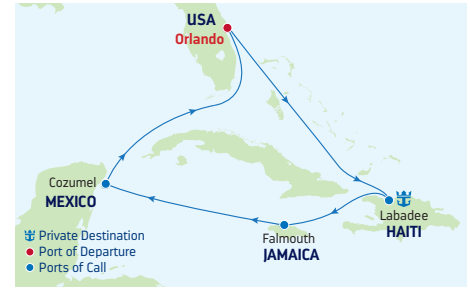 USA
Orlando
Cozumel
MEXICO
Labadee
HAITI
Falmouth
JAMAICA
Private Destination
Port of Departure
Ports of Call